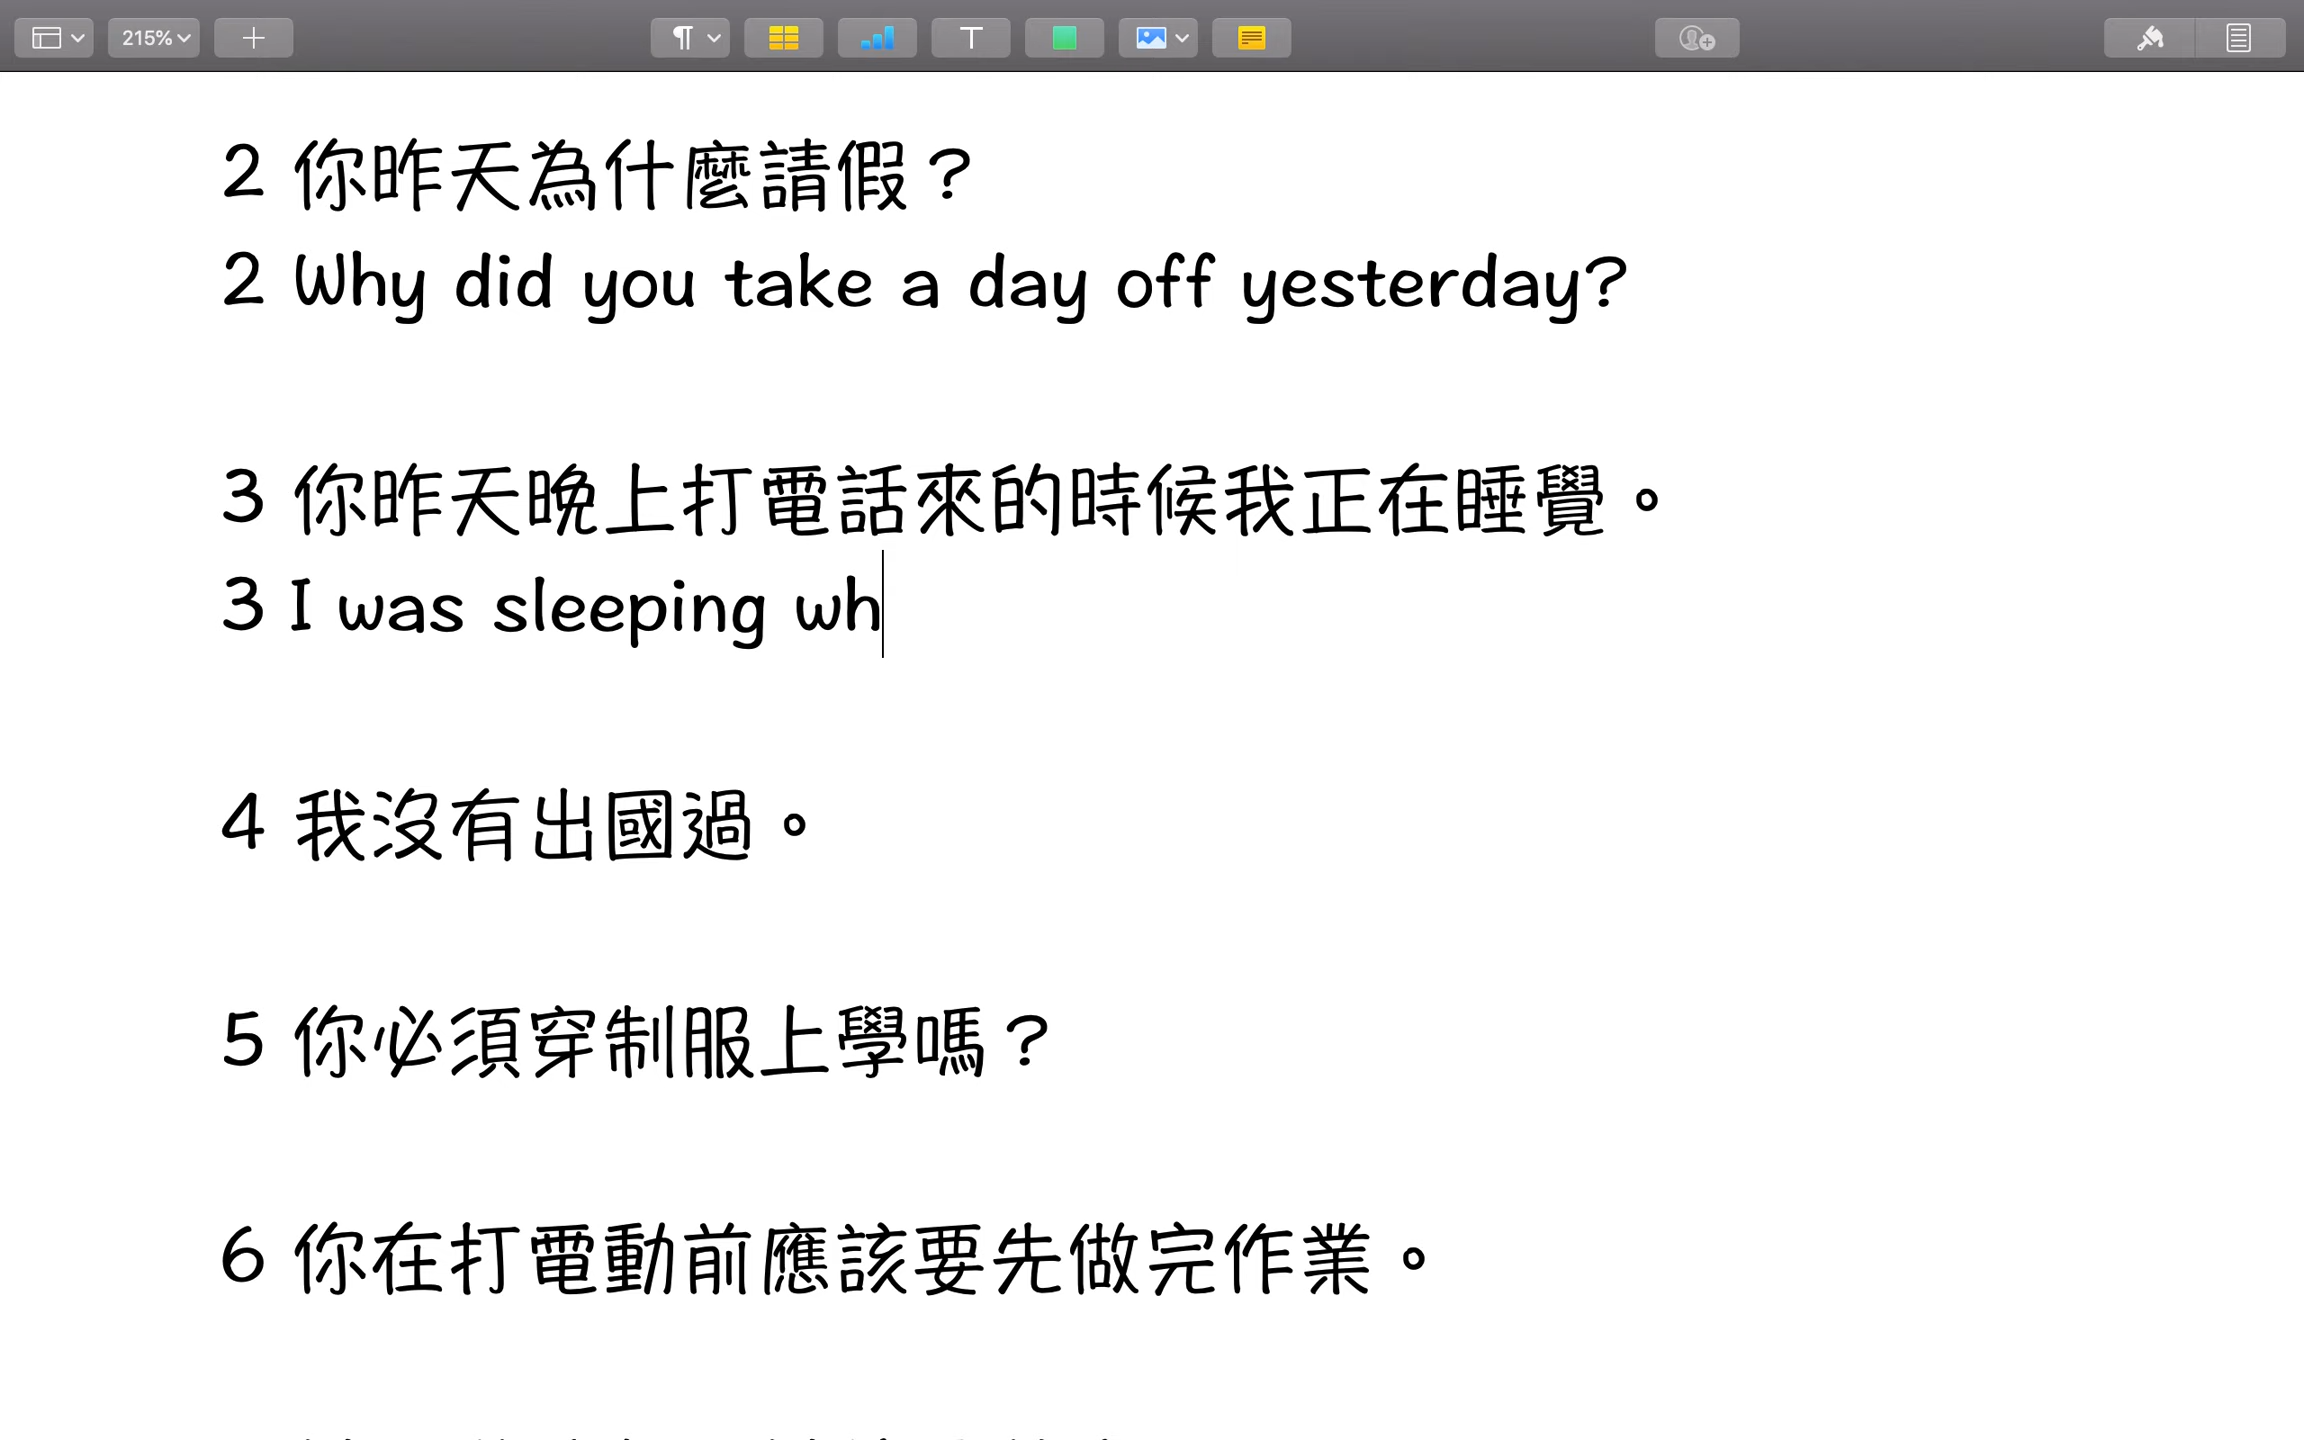 215%
2 你昨天為什麼請假？
2 Why did you take a day off yesterday?
3 你昨天晚上打電話來的時候我正在睡覺。
3 I was sleeping wh
4 我沒有出國過。
5 你必須穿制服上學嗎？
6 你在打電動前應該要先做完作業。